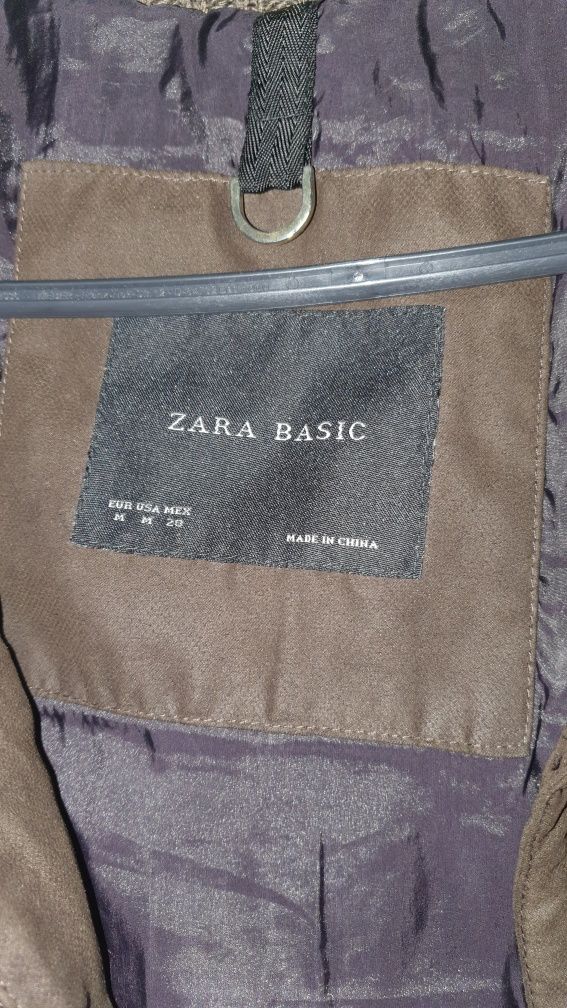 ZARA BASIC
EUR USA MEX
M M 28
MADE IN CHINA